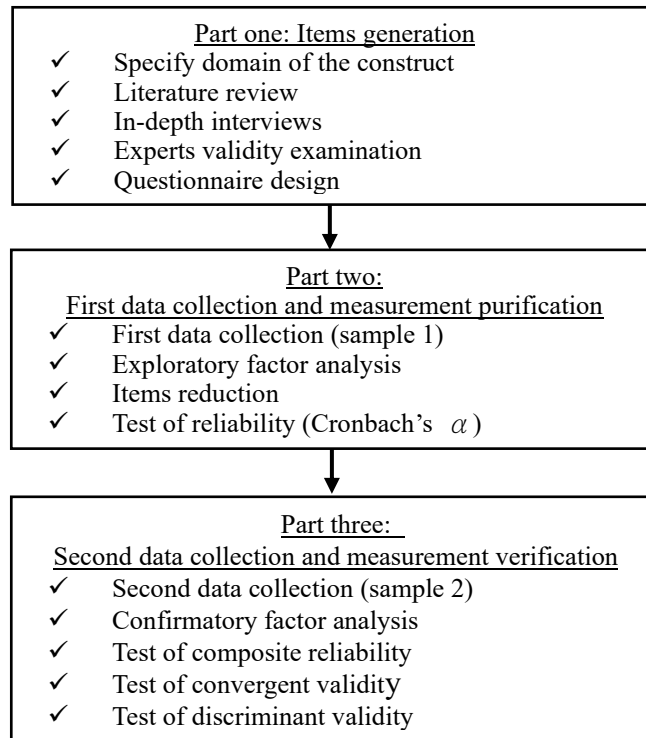 Part one: Items generation
✓ Specify domain of the construct
✓ Literature review
✓ In-depth interviews
✓ Experts validity examination
✓ Questionnaire design
Part two:
First data collection and measurement purification
✓ First data collection (sample 1)
✓ Exploratory factor analysis
✓ Items reduction
✓ Test of reliability (Cronbach’s α)
Part three:
Second data collection and measurement verification
✓ Second data collection (sample 2)
✓ Confirmatory factor analysis
✓ Test of composite reliability
✓ Test of convergent validity
✓ Test of discriminant validity